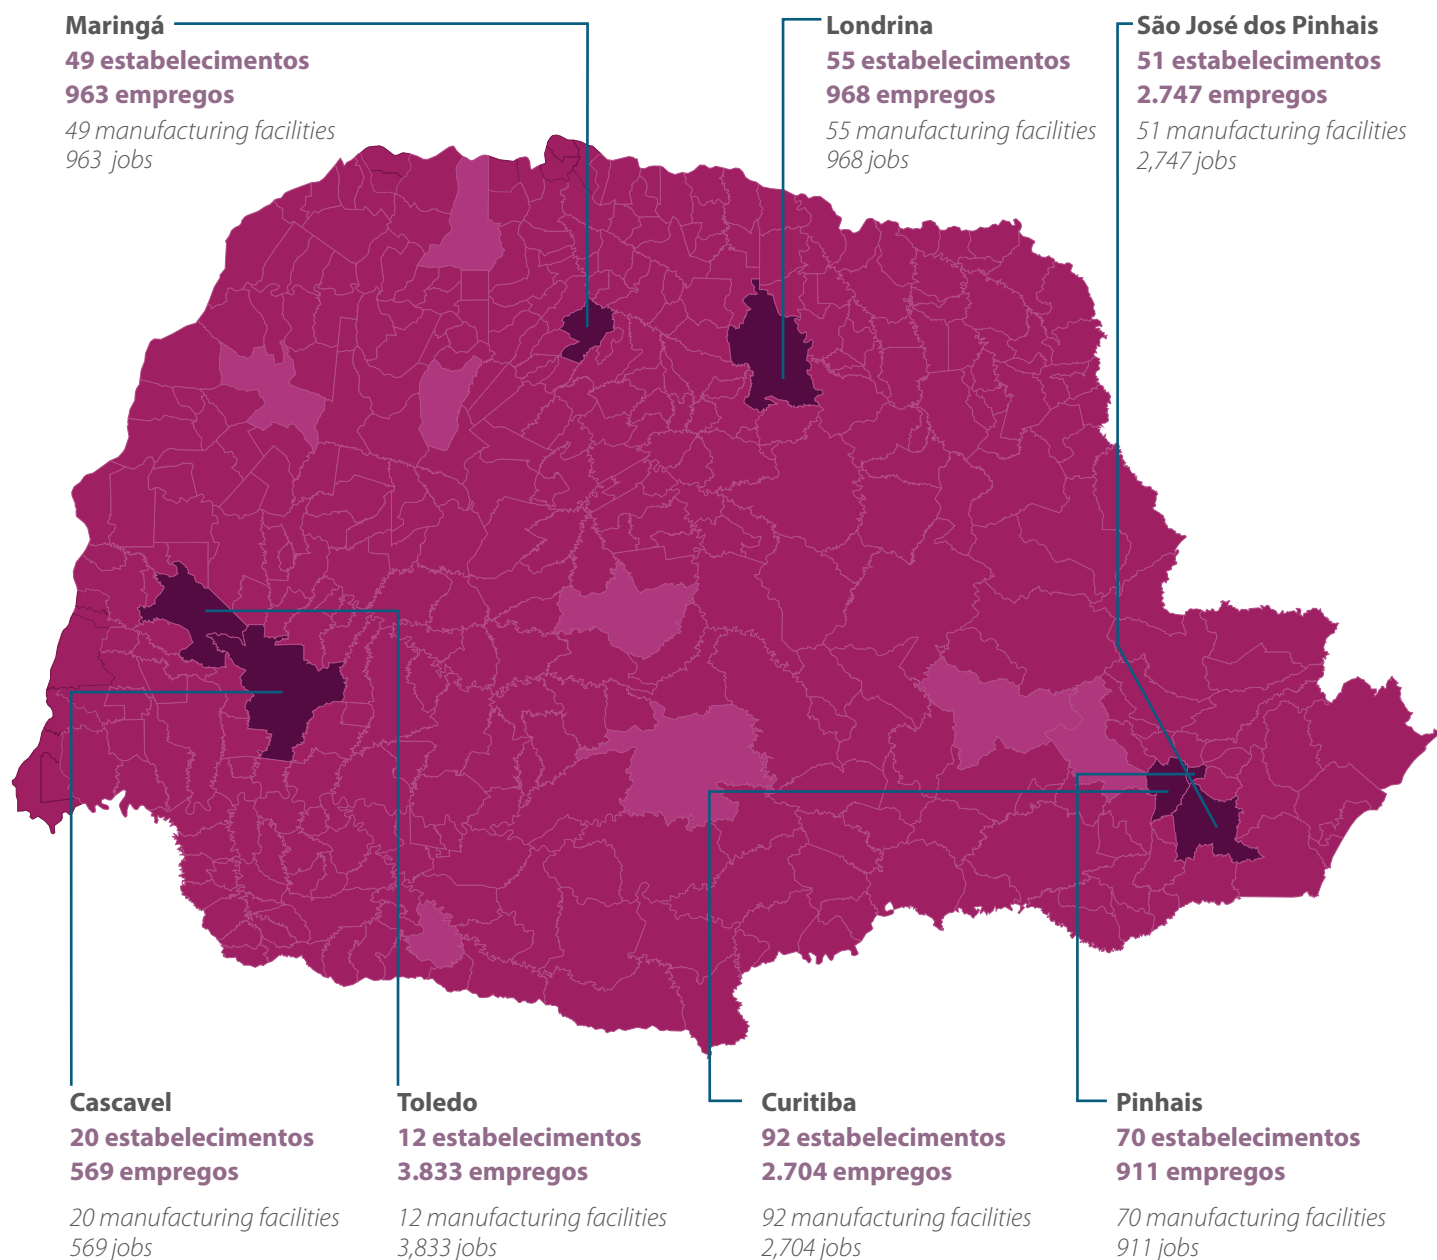 Maringá
49 estabelecimentos
963 empregos
49 manufacturing facilities
963 jobs
Londrina
55 estabelecimentos
968 empregos
55 manufacturing facilities
968 jobs
São José dos Pinhais
51 estabelecimentos
2.747 empregos
51 manufacturing facilities
2,747 jobs
Cascavel
20 estabelecimentos
569 empregos
20 manufacturing facilities
569 jobs
Toledo
12 estabelecimentos
3.833 empregos
12 manufacturing facilities
3,833 jobs
Curitiba
92 estabelecimentos
2.704 empregos
92 manufacturing facilities
2,704 jobs
Pinhais
70 estabelecimentos
911 empregos
70 manufacturing facilities
911 jobs